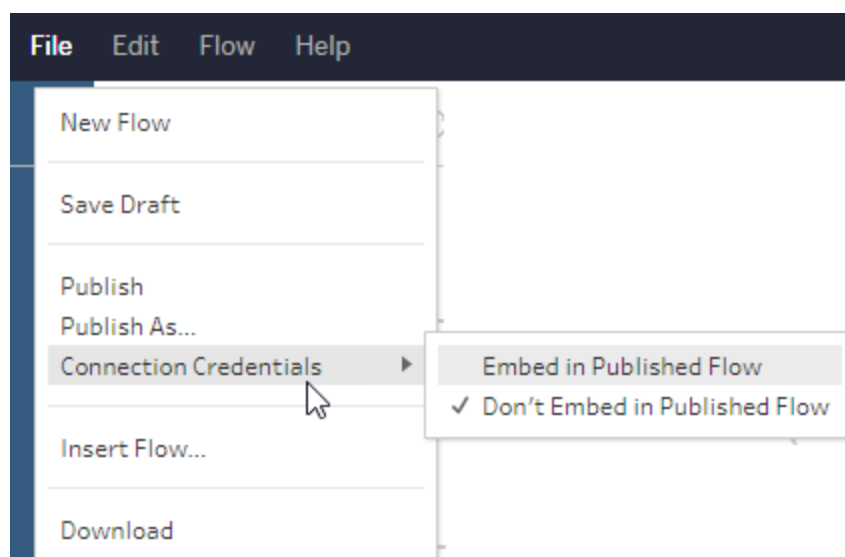 File Edit Flow Help
New Flow
Save Draft
Publish
Publish As...
Connection Credentials
Embed in Published Flow
Don't Embed in Published Flow
Insert Flow...
Download